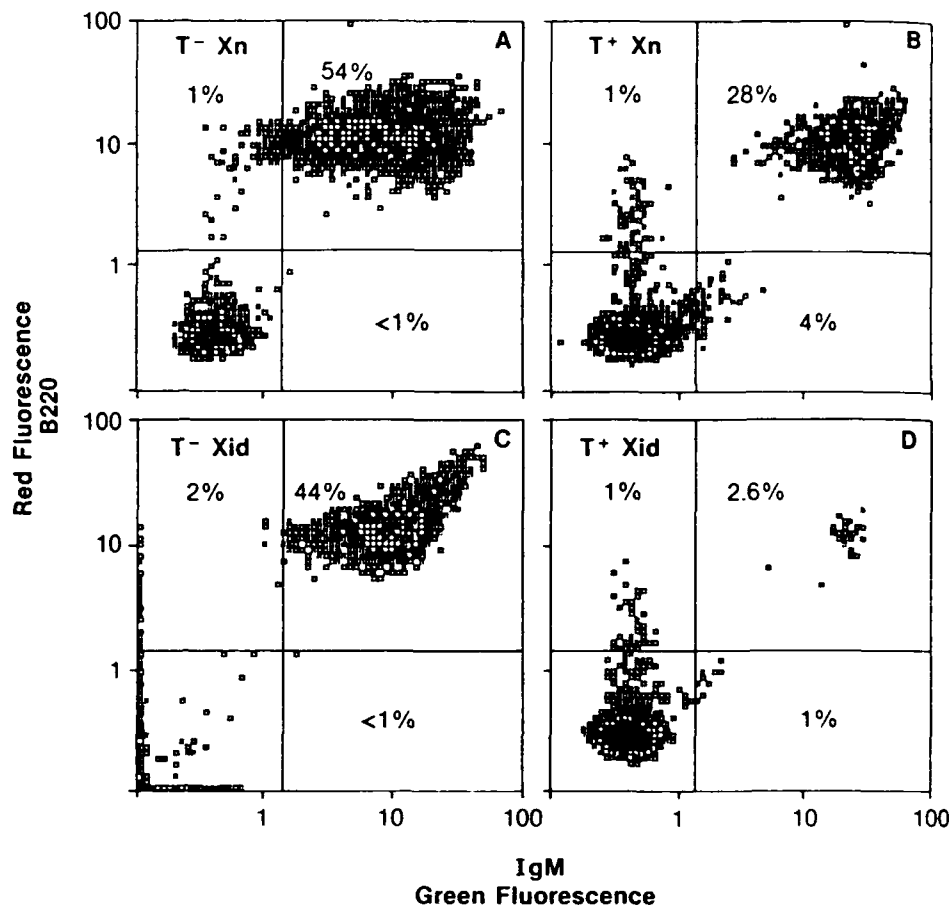 T⁻ Xn
A
1%
54%
<1%
T⁺ Xn
B
1%
28%
4%
100
10
1
T⁻ Xid
C
2%
44%
<1%
T⁺ Xid
D
1%
2.6%
1%
100
10
1
1
10
100
1
10
100
Red Fluorescence
B220
IgM
Green Fluorescence